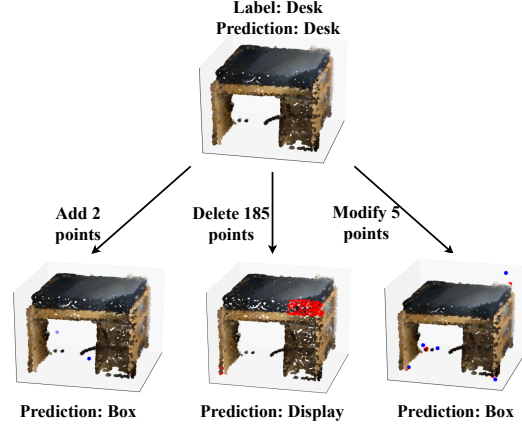 Label: Desk
Prediction: Desk
Add 2
points
Delete 185
points
Modify 5
points
Prediction: Box
Prediction: Display
Prediction: Box